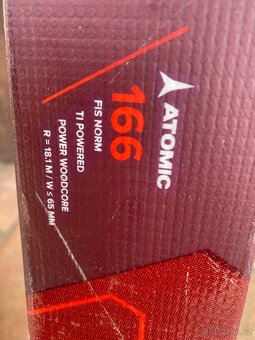 ATOMIC
166
FIS NORM
TI POWERED
POWER WOODCORE
R = 18.1 M / W ≤ 65 MM